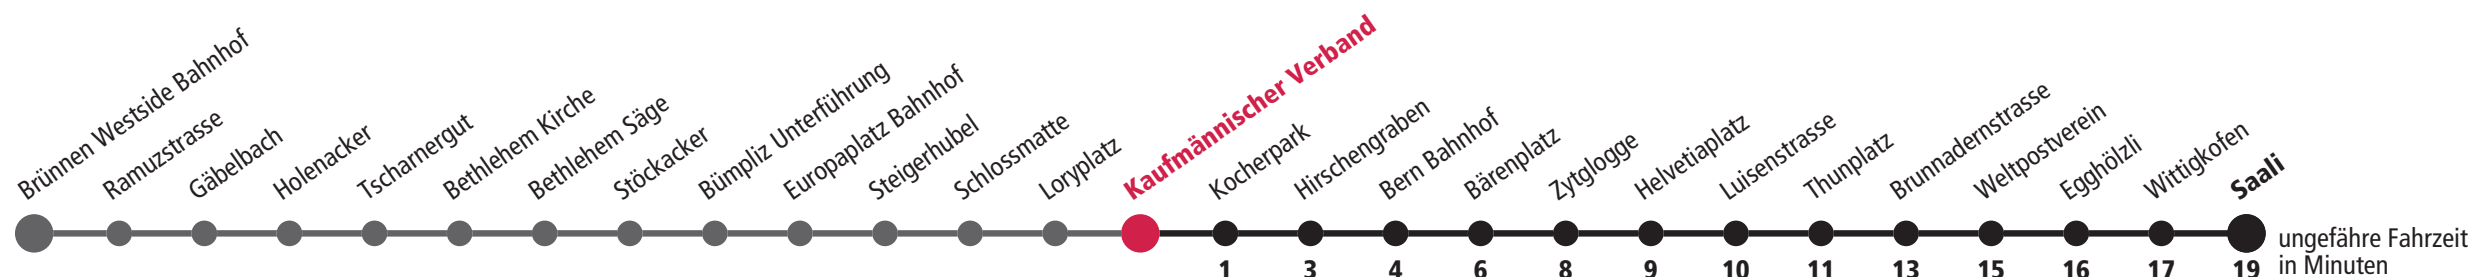 Brünnen Westside Bahnhof
Ramuzstrasse
Gäbelbach
Holenacker
Tscharnergut
Bethlehem Kirche
Bethlehem Säge
Stöckacker
Bümpliz Unterführung
Europaplatz Bahnhof
Steigerhubel
Schlossmatte
Loryplatz
Kaufmännischer Verband
Kocherpark
Hirschengraben
Bern Bahnhof
Bärenplatz
Zytglogge
Helvetiaplatz
Luisenstrasse
Thunplatz
Brunnadernstrasse
Weltpostverein
Egghölzli
Wittigkofen
Saali
1 3 4 6 8 9 10 11 13 15 16 17 19
ungefähre Fahrzeit
in Minuten